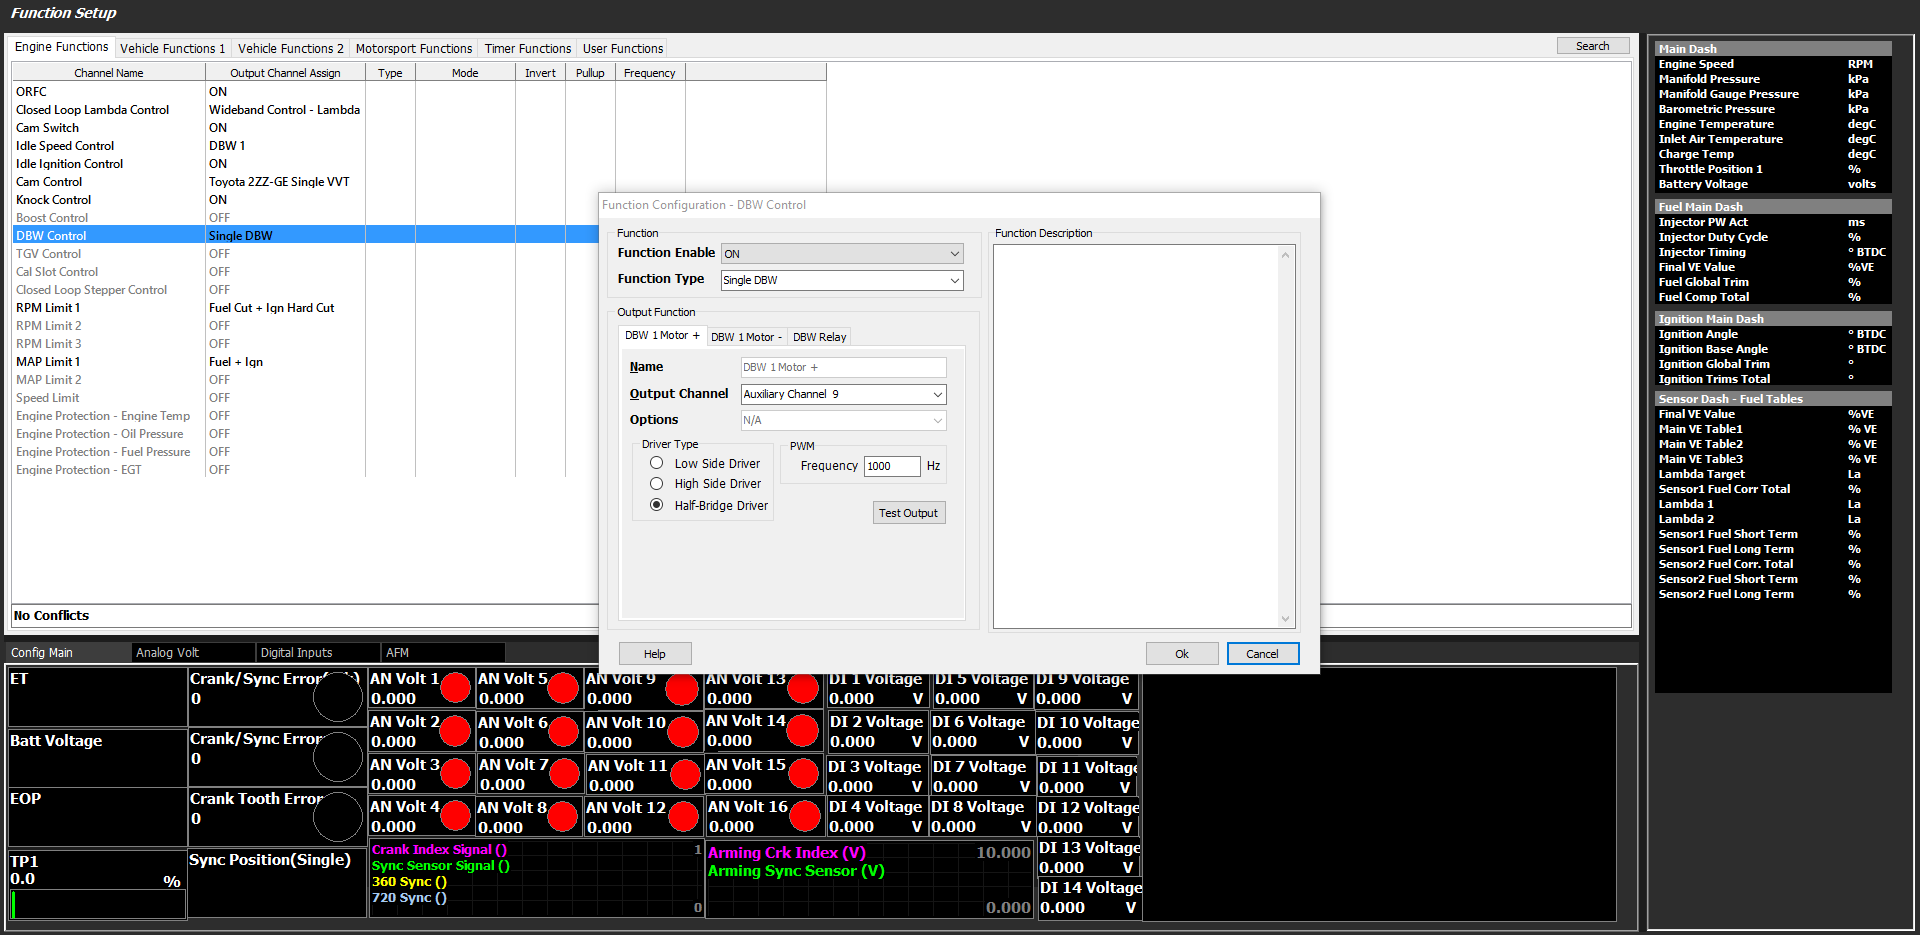 Function Setup
Engine Functions
Vehicle Functions 1
Vehicle Functions 2
Motorsport Functions
Timer Functions
User Functions
Search
Channel Name
Output Channel Assign
Type
Mode
Invert
Pullup
Frequency
ORFC ON
Closed Loop Lambda Control Wideband Control - Lambda
Cam Switch ON
Idle Speed Control DBW 1
Idle Ignition Control ON
Cam Control Toyota 2ZZ-GE Single VVT
Knock Control ON
Boost Control OFF
DBW Control Single DBW
TGV Control OFF
Cal Slot Control OFF
Closed Loop Stepper Control OFF
RPM Limit 1 Fuel Cut + Ign Hard Cut
RPM Limit 2 OFF
RPM Limit 3 OFF
MAP Limit 1 Fuel + Ign
MAP Limit 2 OFF
Speed Limit OFF
Engine Protection - Engine Temp OFF
Engine Protection - Oil Pressure OFF
Engine Protection - Fuel Pressure OFF
Engine Protection - EGT OFF
No Conflicts
Function Configuration - DBW Control
Function
Function Enable ON
Function Type Single DBW
Output Function
DBW 1 Motor +
DBW 1 Motor -
DBW Relay
Name DBW 1 Motor +
Output Channel Auxiliary Channel 9
Options N/A
Driver Type
Low Side Driver
High Side Driver
Half-Bridge Driver
PWM
Frequency 1000 Hz
Test Output
Function Description
Help
Ok
Cancel
Main Dash
Engine Speed RPM
Manifold Pressure kPa
Manifold Gauge Pressure kPa
Barometric Pressure kPa
Engine Temperature degC
Inlet Air Temperature degC
Charge Temp degC
Throttle Position 1 %
Battery Voltage volts
Fuel Main Dash
Injector PW Act ms
Injector Duty Cycle %
Injector Timing ° BTDC
Final VE Value %VE
Fuel Global Trim %
Fuel Comp Total %
Ignition Main Dash
Ignition Angle ° BTDC
Ignition Base Angle ° BTDC
Ignition Global Trim °
Ignition Trims Total °
Sensor Dash - Fuel Tables
Final VE Value %VE
Main VE Table1 % VE
Main VE Table2 % VE
Main VE Table3 % VE
Lambda Target La
Sensor1 Fuel Corr Total %
Lambda 1 La
Lambda 2 La
Sensor1 Fuel Short Term %
Sensor1 Fuel Long Term %
Sensor2 Fuel Corr. Total %
Sensor2 Fuel Short Term %
Sensor2 Fuel Long Term %
Config Main
Analog Volt
Digital Inputs
AFM
ET
Batt Voltage
EOP
TP1
0.0 %
Crank/Sync Error
0
Crank/Sync Error
0
Crank Tooth Error
0
Sync Position(Single)
AN Volt 1
0.000
AN Volt 2
0.000
AN Volt 3
0.000
AN Volt 4
0.000
AN Volt 5
0.000
AN Volt 6
0.000
AN Volt 7
0.000
AN Volt 8
0.000
AN Volt 9
0.000
AN Volt 10
0.000
AN Volt 11
0.000
AN Volt 12
0.000
AN Volt 13
0.000
AN Volt 14
0.000
AN Volt 15
0.000
AN Volt 16
0.000
DI 1 Voltage
0.000 V
DI 2 Voltage
0.000 V
DI 3 Voltage
0.000 V
DI 4 Voltage
0.000 V
DI 5 Voltage
0.000 V
DI 6 Voltage
0.000 V
DI 7 Voltage
0.000 V
DI 8 Voltage
0.000 V
DI 9 Voltage
0.000 V
DI 10 Voltage
0.000 V
DI 11 Voltage
0.000 V
DI 12 Voltage
0.000 V
DI 13 Voltage
0.000 V
DI 14 Voltage
0.000 V
Crank Index Signal () 1
Sync Sensor Signal ()
360 Sync ()
720 Sync ()
0
Arming Crk Index (V) 10.000
Arming Sync Sensor (V)
0.000